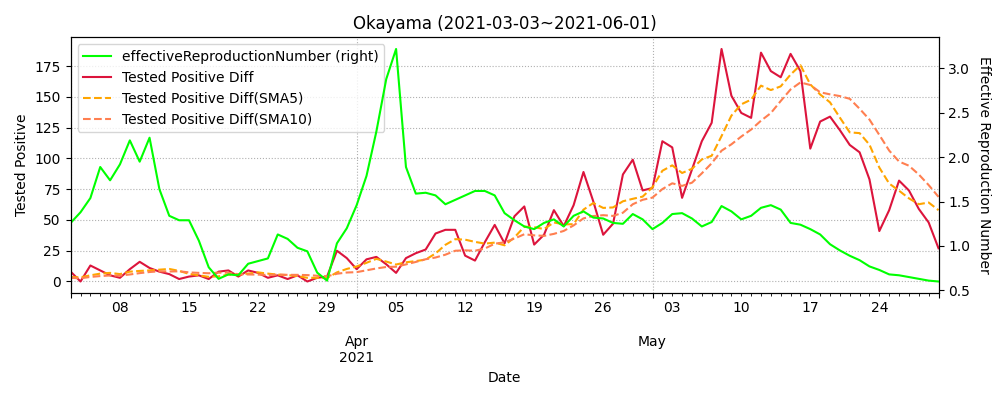 Okayama (2021-03-03~2021-06-01)
effectiveReproductionNumber (right)
Tested Positive Diff
Tested Positive Diff(SMA5)
Tested Positive Diff(SMA10)
Tested Positive
175
150
125
100
75
50
25
0
Effective Reproduction Number
3.0
2.5
2.0
1.5
1.0
0.5
08 15 22 29 05 12 19 26 03 10 17 24
Apr May
2021
Date